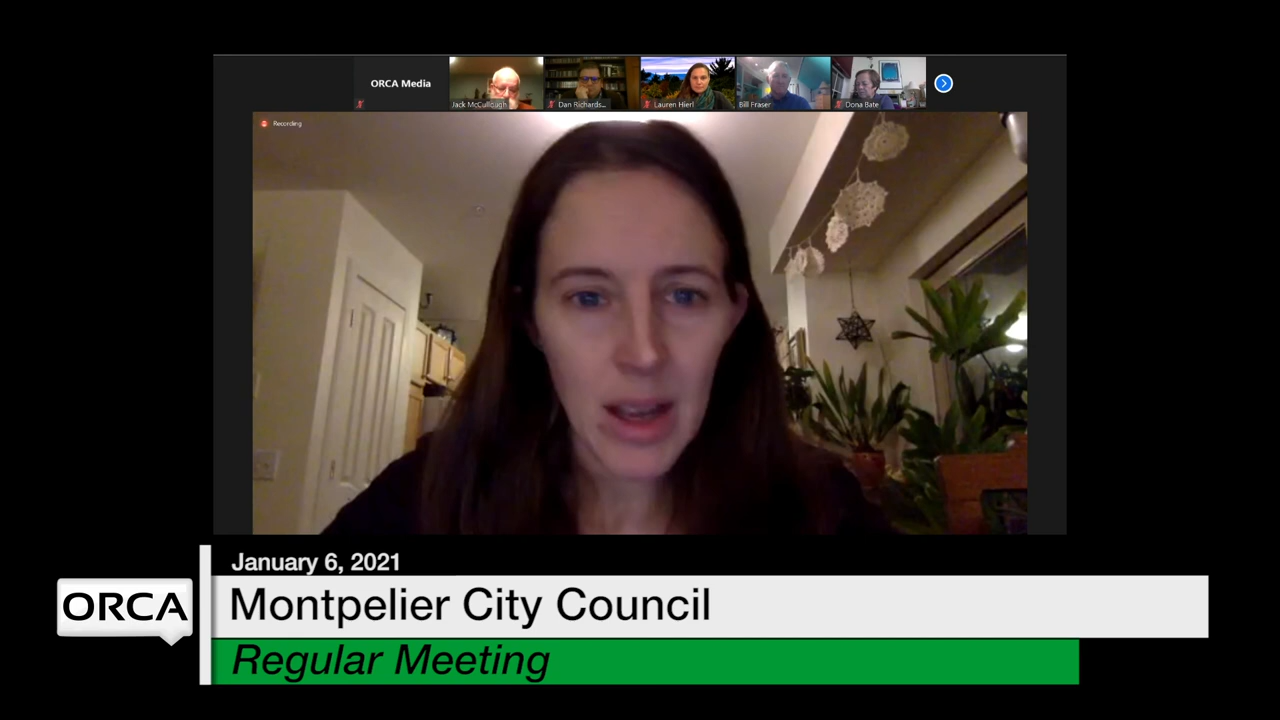 ORCA Media
Jack McCullough
Dan Richards...
Lauren Hierl
Bill Fraser
Dona Bate
Recording
January 6, 2021
ORCA
Montpelier City Council
Regular Meeting